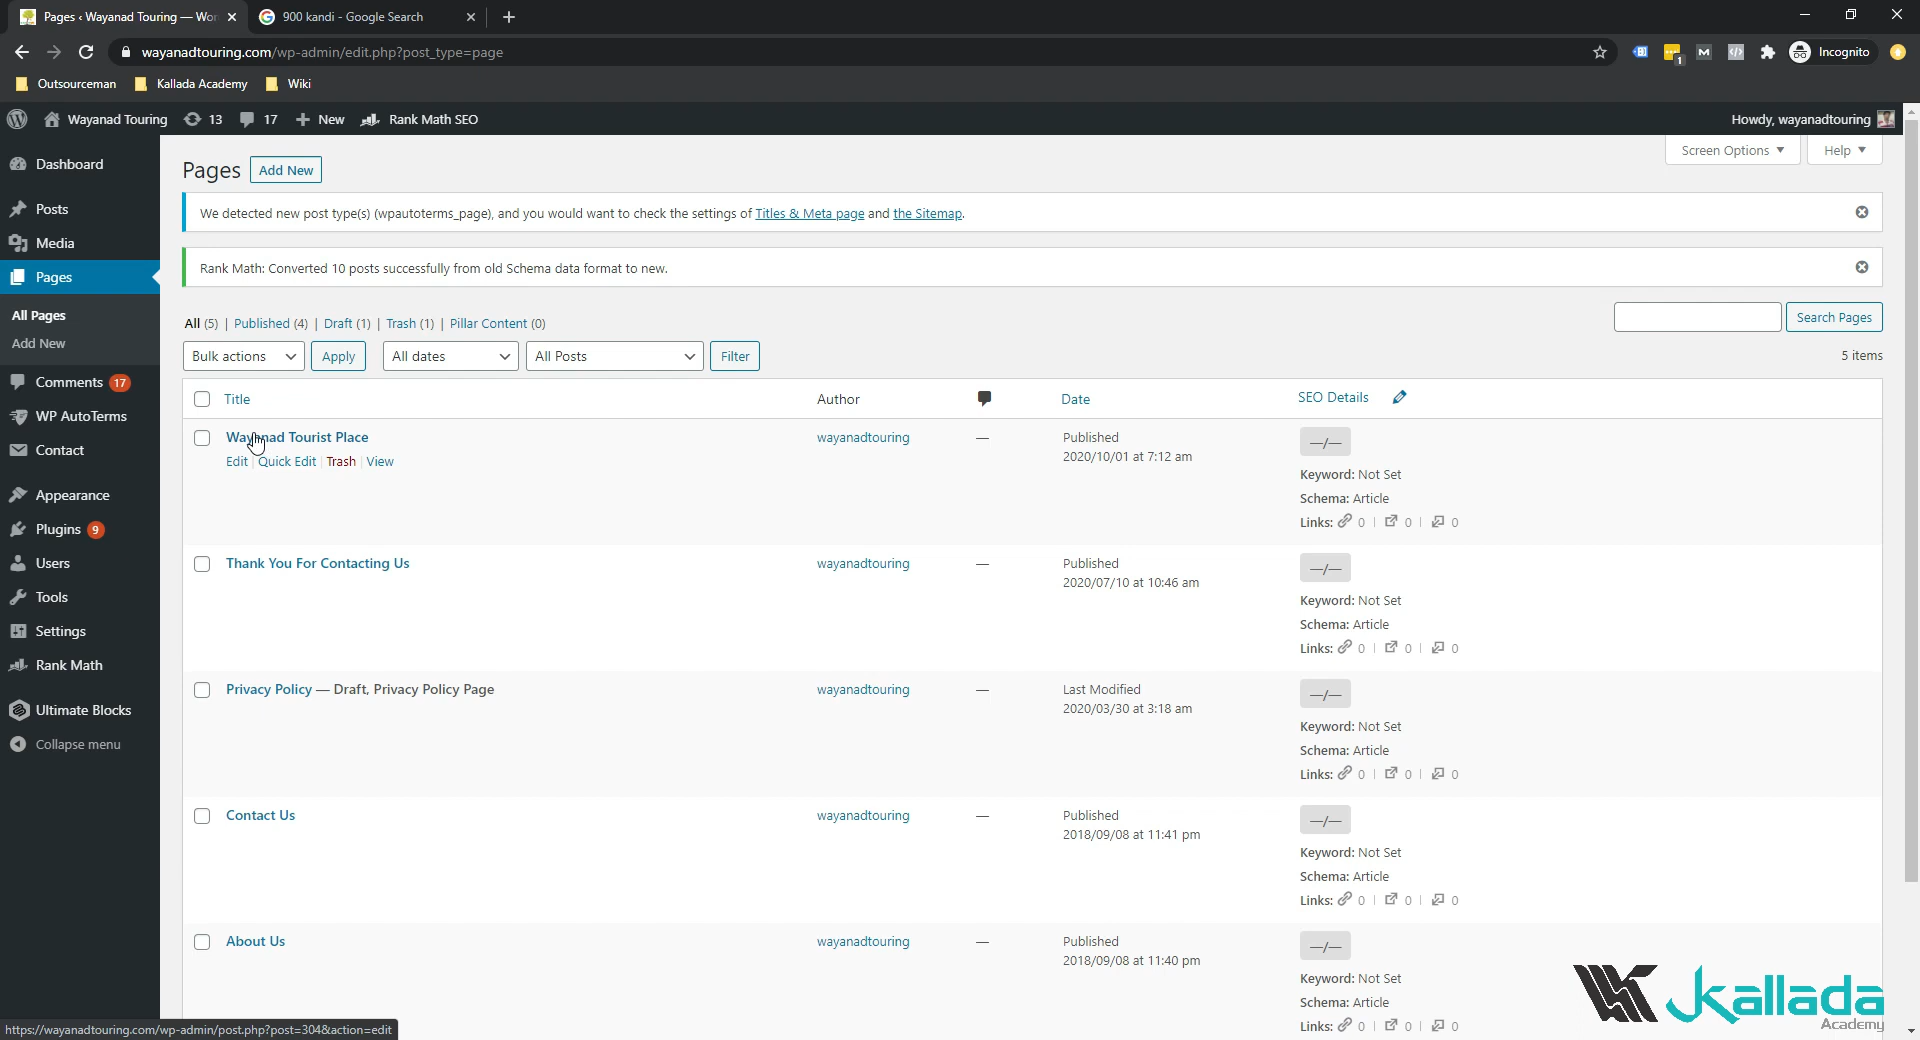 Pages ‹ Wayanad Touring — Wor
900 kandi - Google Search
wayanadtouring.com/wp-admin/edit.php?post_type=page
1
Incognito
Outsourceman
Kallada Academy
Wiki
Wayanad Touring
13
17
New
Rank Math SEO
Howdy, wayanadtouring
Dashboard
Posts
Media
Pages
All Pages
Add New
Comments 17
WP AutoTerms
Contact
Appearance
Plugins 9
Users
Tools
Settings
Rank Math
Ultimate Blocks
Collapse menu
Screen Options
Help
Pages
Add New
We detected new post type(s) (wpautoterms_page), and you would want to check the settings of Titles & Meta page and the Sitemap.
Rank Math: Converted 10 posts successfully from old Schema data format to new.
All (5) | Published (4) | Draft (1) | Trash (1) | Pillar Content (0)
Search Pages
Bulk actions
Apply
All dates
All Posts
Filter
5 items
Title
Author
Date
SEO Details
Wayanad Tourist Place
Edit | Quick Edit | Trash | View
wayanadtouring
—
Published
2020/10/01 at 7:12 am
—/—
Keyword: Not Set
Schema: Article
Links: 0 | 0 | 0
Thank You For Contacting Us
wayanadtouring
—
Published
2020/07/10 at 10:46 am
—/—
Keyword: Not Set
Schema: Article
Links: 0 | 0 | 0
Privacy Policy — Draft, Privacy Policy Page
wayanadtouring
—
Last Modified
2020/03/30 at 3:18 am
—/—
Keyword: Not Set
Schema: Article
Links: 0 | 0 | 0
Contact Us
wayanadtouring
—
Published
2018/09/08 at 11:41 pm
—/—
Keyword: Not Set
Schema: Article
Links: 0 | 0 | 0
About Us
wayanadtouring
—
Published
2018/09/08 at 11:40 pm
—/—
Keyword: Not Set
Schema: Article
Links: 0 | 0 | 0
https://wayanadtouring.com/wp-admin/post.php?post=304&action=edit
kallada
Academy